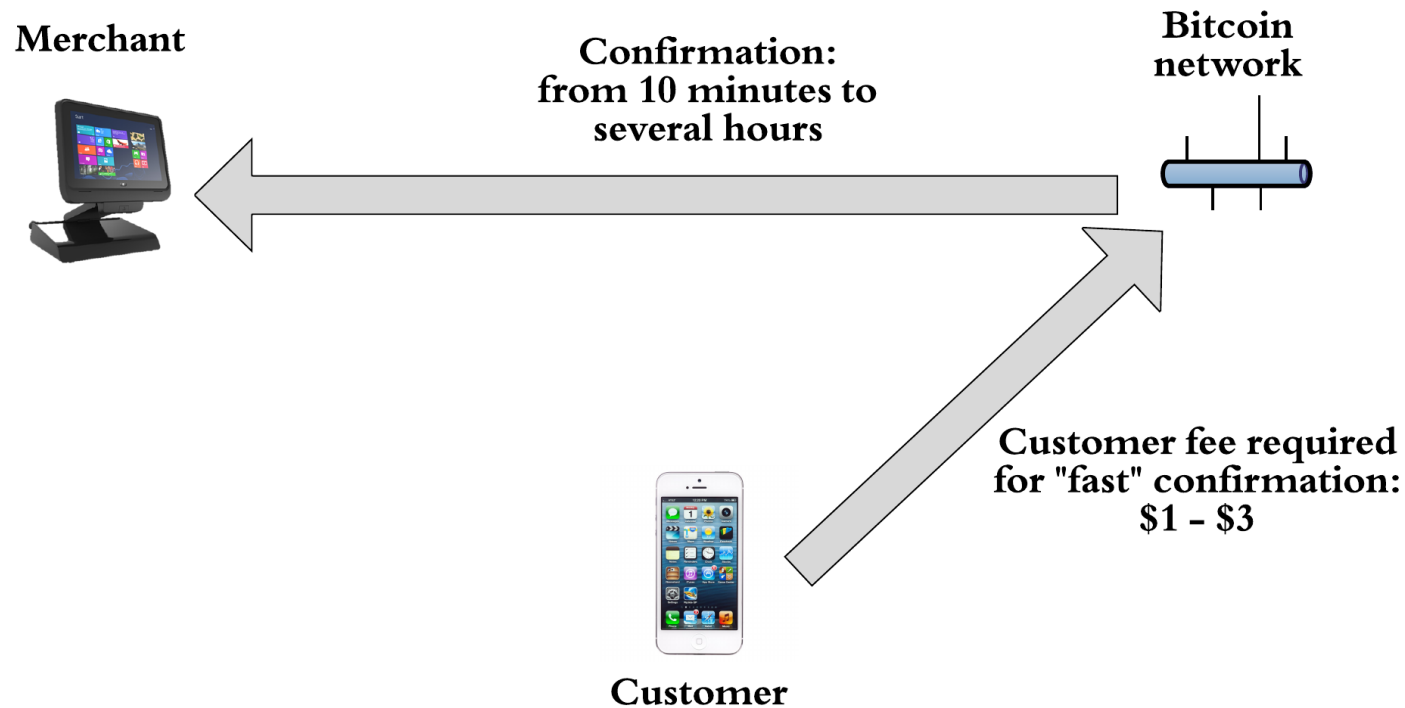 Merchant
Confirmation:
from 10 minutes to
several hours
Bitcoin
network
Customer fee required
for "fast" confirmation:
$1 - $3
Customer